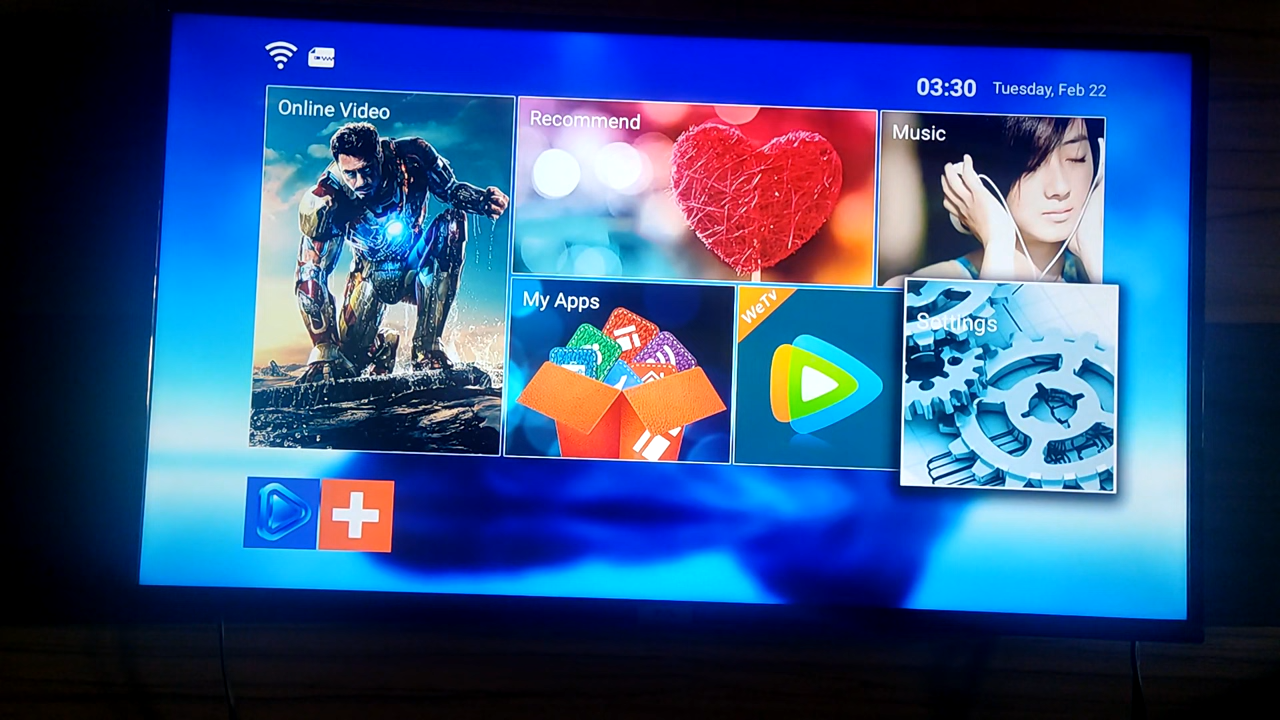 03:30 Tuesday, Feb 22
Online Video
Recommend
Music
My Apps
WeTv
Settings